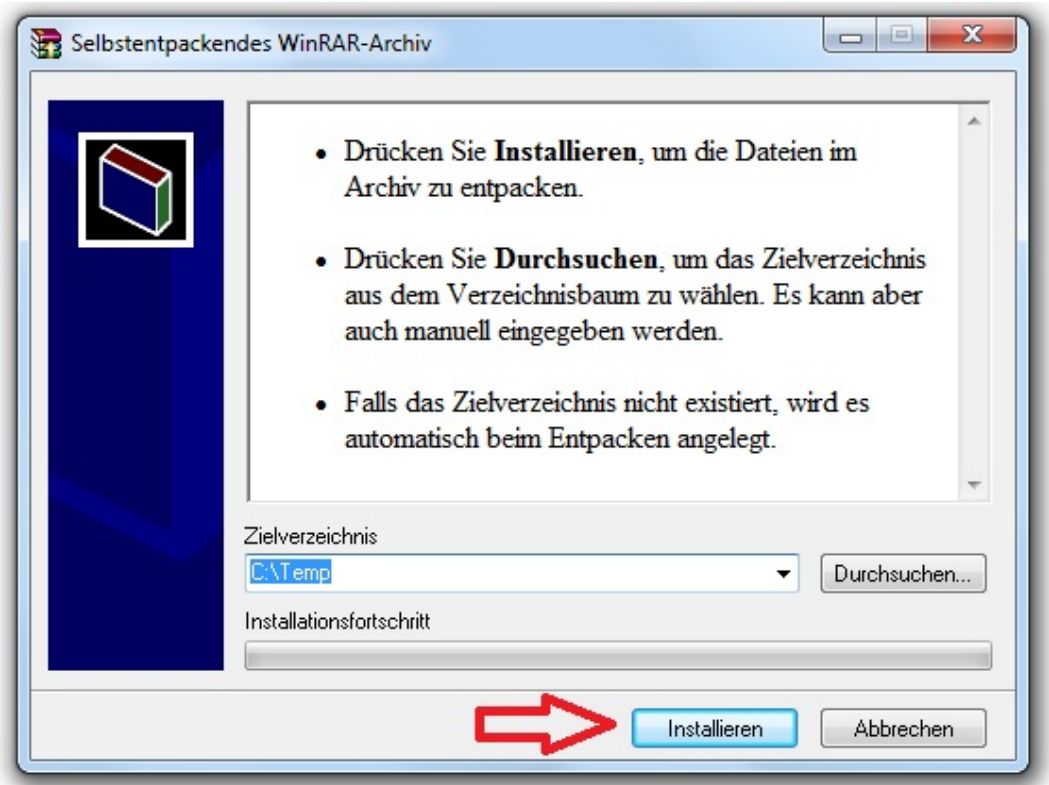 Selbstentpackendes WinRAR-Archiv
• Drücken Sie Installieren, um die Dateien im
Archiv zu entpacken.
• Drücken Sie Durchsuchen, um das Zielverzeichnis
aus dem Verzeichnisbaum zu wählen. Es kann aber
auch manuell eingegeben werden.
• Falls das Zielverzeichnis nicht existiert, wird es
automatisch beim Entpacken angelegt.
Zielverzeichnis
C:\Temp
Durchsuchen...
Installationsfortschritt
Installieren
Abbrechen